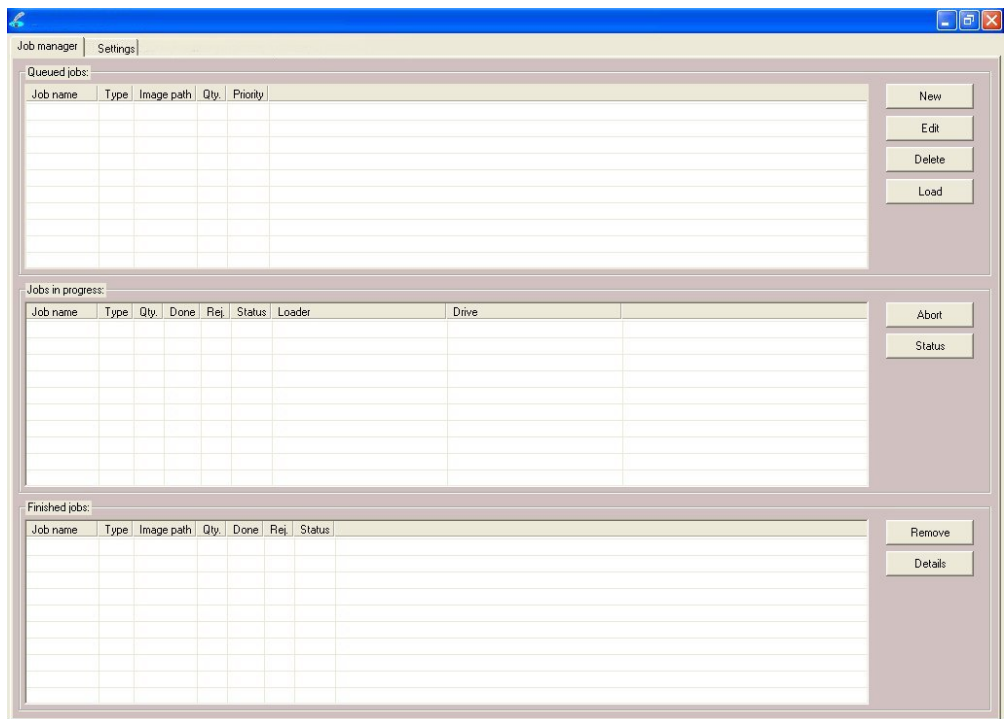 Job manager Settings
Queued jobs:
Job name Type Image path Qty. Priority
New
Edit
Delete
Load
Jobs in progress:
Job name Type Qty. Done Rej. Status Loader Drive
Abort
Status
Finished jobs:
Job name Type Image path Qty. Done Rej. Status
Remove
Details